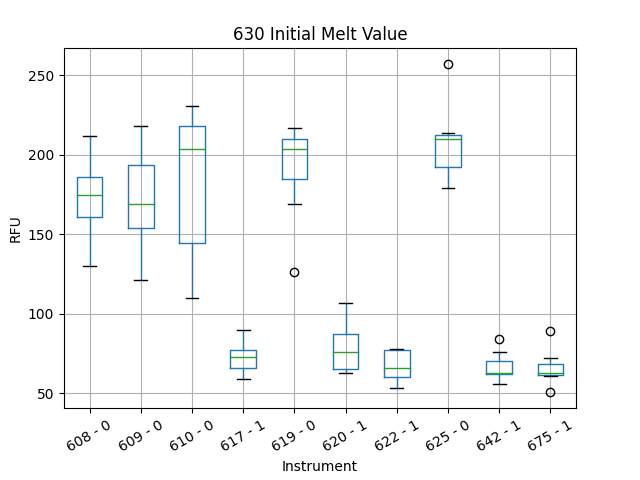 630 Initial Melt Value
250
200
150
100
50
RFU
608 - 0
609 - 0
610 - 0
617 - 1
619 - 0
620 - 1
622 - 1
625 - 0
642 - 1
675 - 1
Instrument